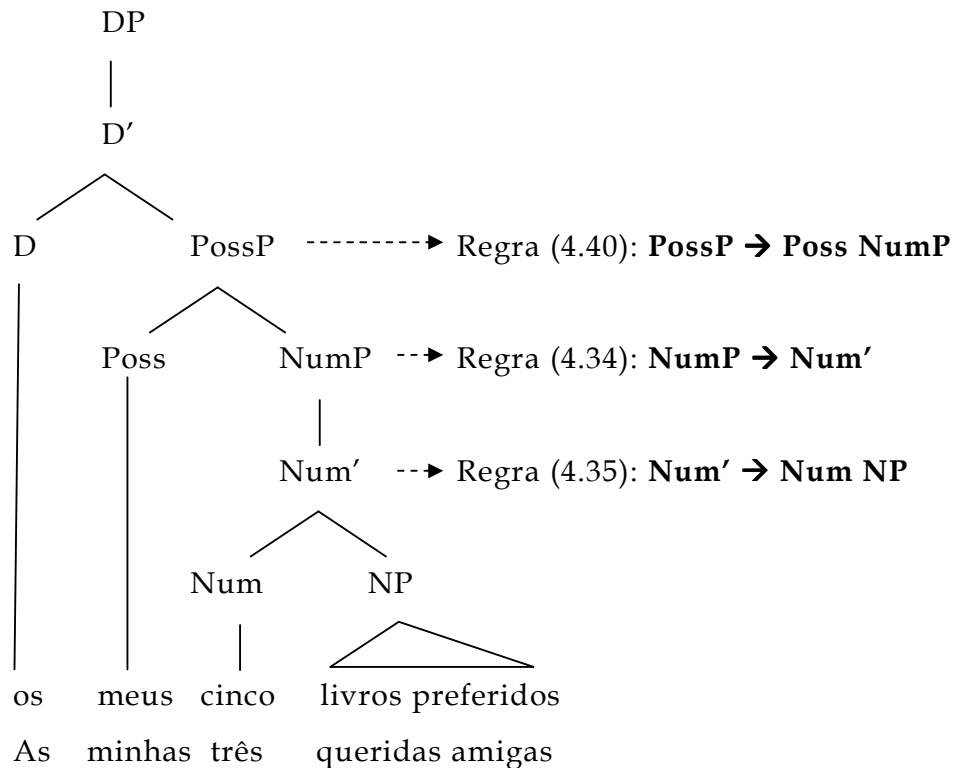 DP
D′
D PossP Regra (4.40): PossP → Poss NumP
Poss NumP Regra (4.34): NumP → Num′
Num′ Regra (4.35): Num′ → Num NP
Num NP
os meus cinco livros preferidos
As minhas três queridas amigas